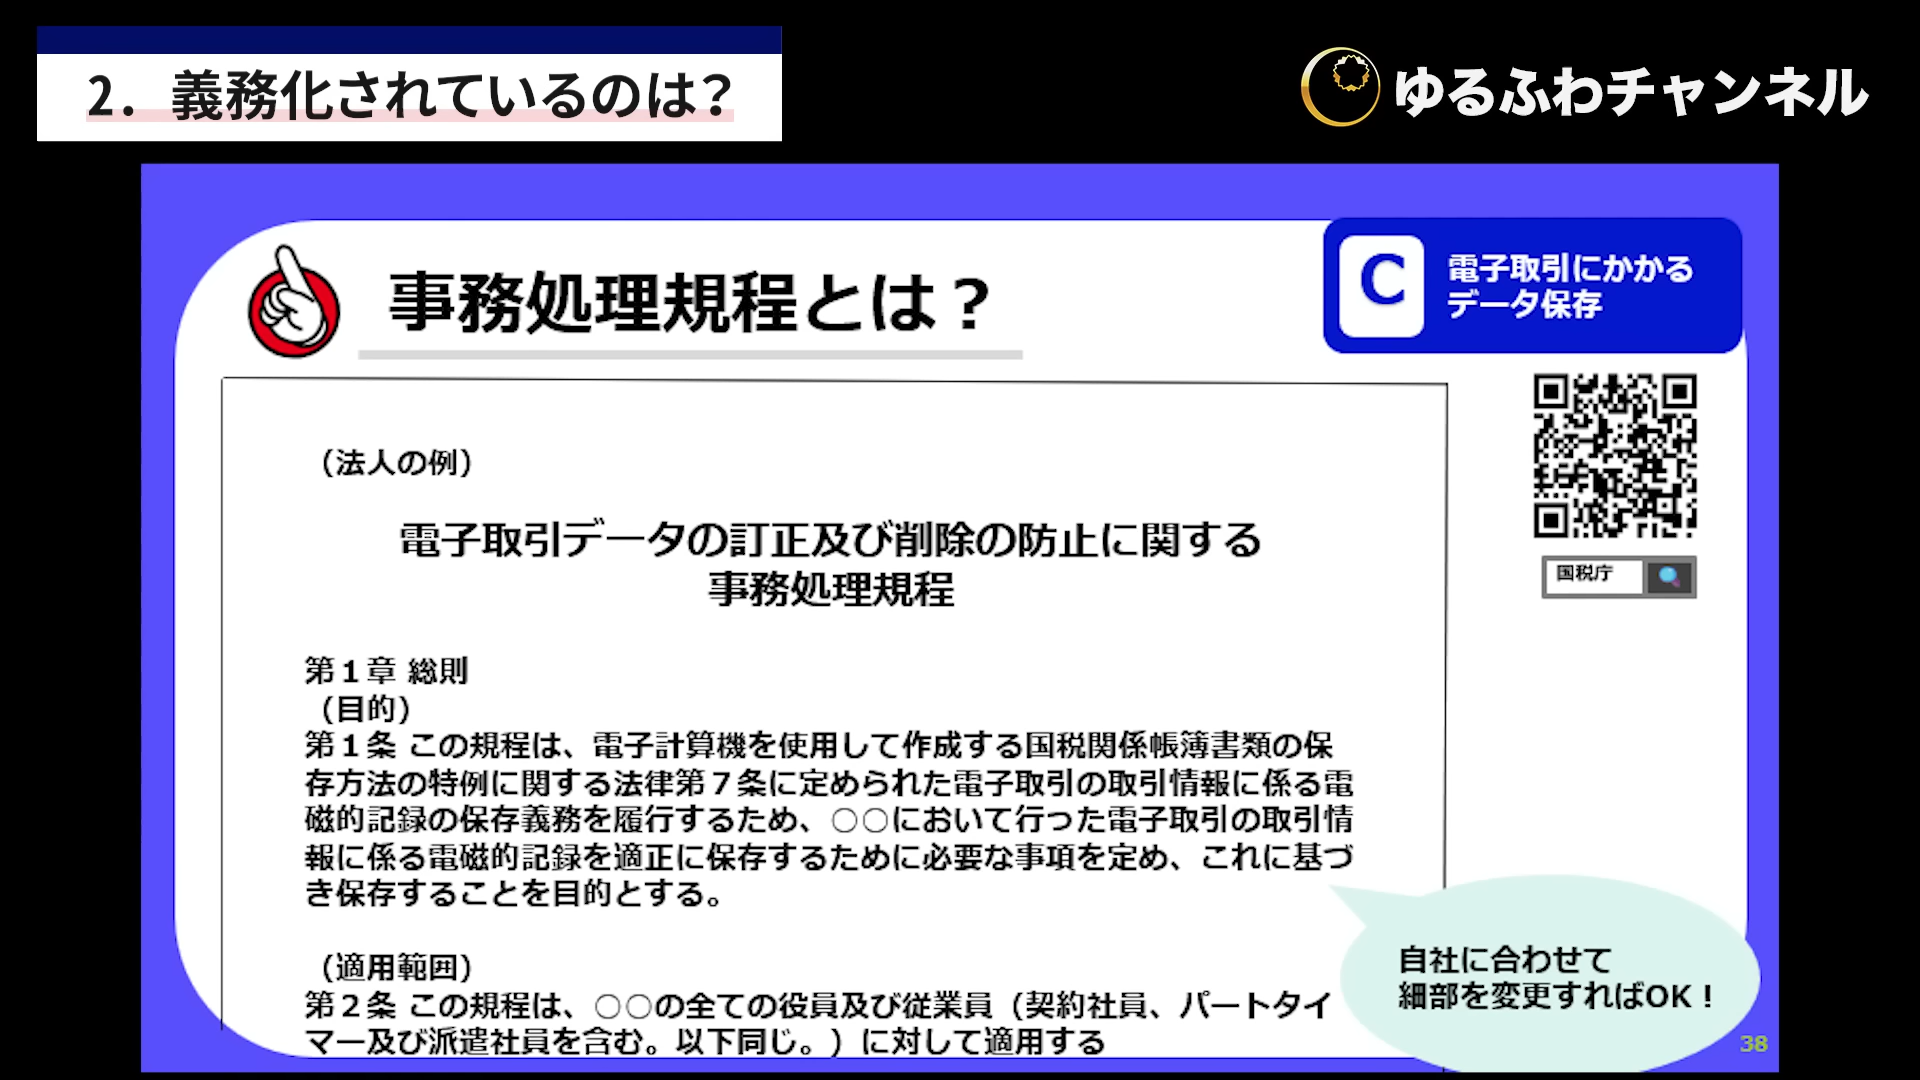 2．義務化されているのは？
ゆるふわチャンネル
事務処理規程とは？
C
電子取引にかかる
データ保存
国税庁
（法人の例）
電子取引データの訂正及び削除の防止に関する
事務処理規程
第１章 総則
（目的）
第１条 この規程は、電子計算機を使用して作成する国税関係帳簿書類の保
存方法の特例に関する法律第７条に定められた電子取引の取引情報に係る電
磁的記録の保存義務を履行するため、○○において行った電子取引の取引情
報に係る電磁的記録を適正に保存するために必要な事項を定め、これに基づ
き保存することを目的とする。
（適用範囲）
第２条 この規程は、○○の全ての役員及び従業員（契約社員、パートタイ
マー及び派遣社員を含む。以下同じ。）に対して適用する
自社に合わせて
細部を変更すればOK！
38